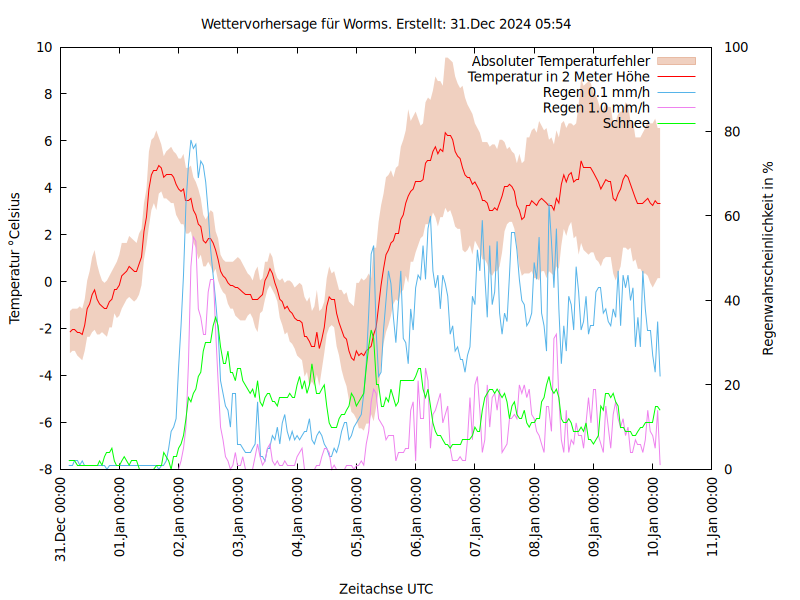 Wettervorhersage für Worms. Erstellt: 31.Dec 2024 05:54
Absoluter Temperaturfehler
Temperatur in 2 Meter Höhe
Regen 0.1 mm/h
Regen 1.0 mm/h
Schnee
Temperatur °Celsius
10
8
6
4
2
0
-2
-4
-6
-8
100
80
60
40
20
0
Regenwahrscheinlichkeit in %
31.Dec 00:00
01.Jan 00:00
02.Jan 00:00
03.Jan 00:00
04.Jan 00:00
05.Jan 00:00
06.Jan 00:00
07.Jan 00:00
08.Jan 00:00
09.Jan 00:00
10.Jan 00:00
11.Jan 00:00
Zeitachse UTC